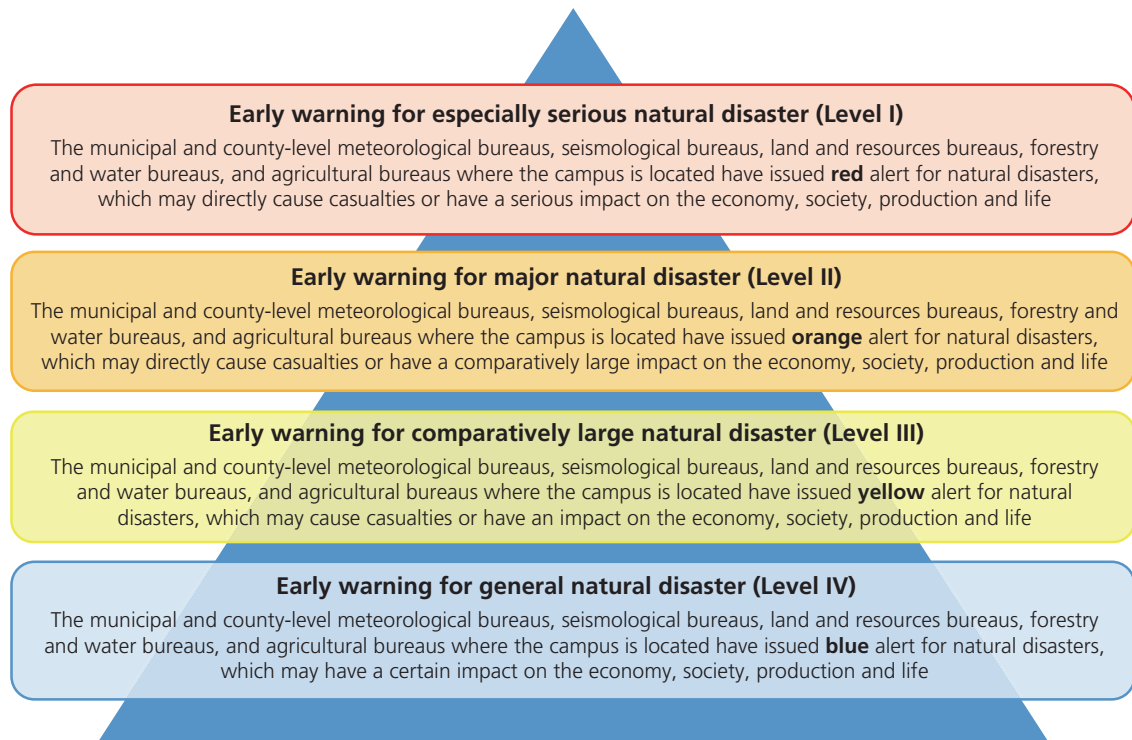 Early warning for especially serious natural disaster (Level I)
The municipal and county-level meteorological bureaus, seismological bureaus, land and resources bureaus, forestry
and water bureaus, and agricultural bureaus where the campus is located have issued red alert for natural disasters,
which may directly cause casualties or have a serious impact on the economy, society, production and life
Early warning for major natural disaster (Level II)
The municipal and county-level meteorological bureaus, seismological bureaus, land and resources bureaus, forestry and
water bureaus, and agricultural bureaus where the campus is located have issued orange alert for natural disasters,
which may directly cause casualties or have a comparatively large impact on the economy, society, production and life
Early warning for comparatively large natural disaster (Level III)
The municipal and county-level meteorological bureaus, seismological bureaus, land and resources bureaus, forestry
and water bureaus, and agricultural bureaus where the campus is located have issued yellow alert for natural
disasters, which may cause casualties or have an impact on the economy, society, production and life
Early warning for general natural disaster (Level IV)
The municipal and county-level meteorological bureaus, seismological bureaus, land and resources bureaus, forestry
and water bureaus, and agricultural bureaus where the campus is located have issued blue alert for natural disasters,
which may have a certain impact on the economy, society, production and life